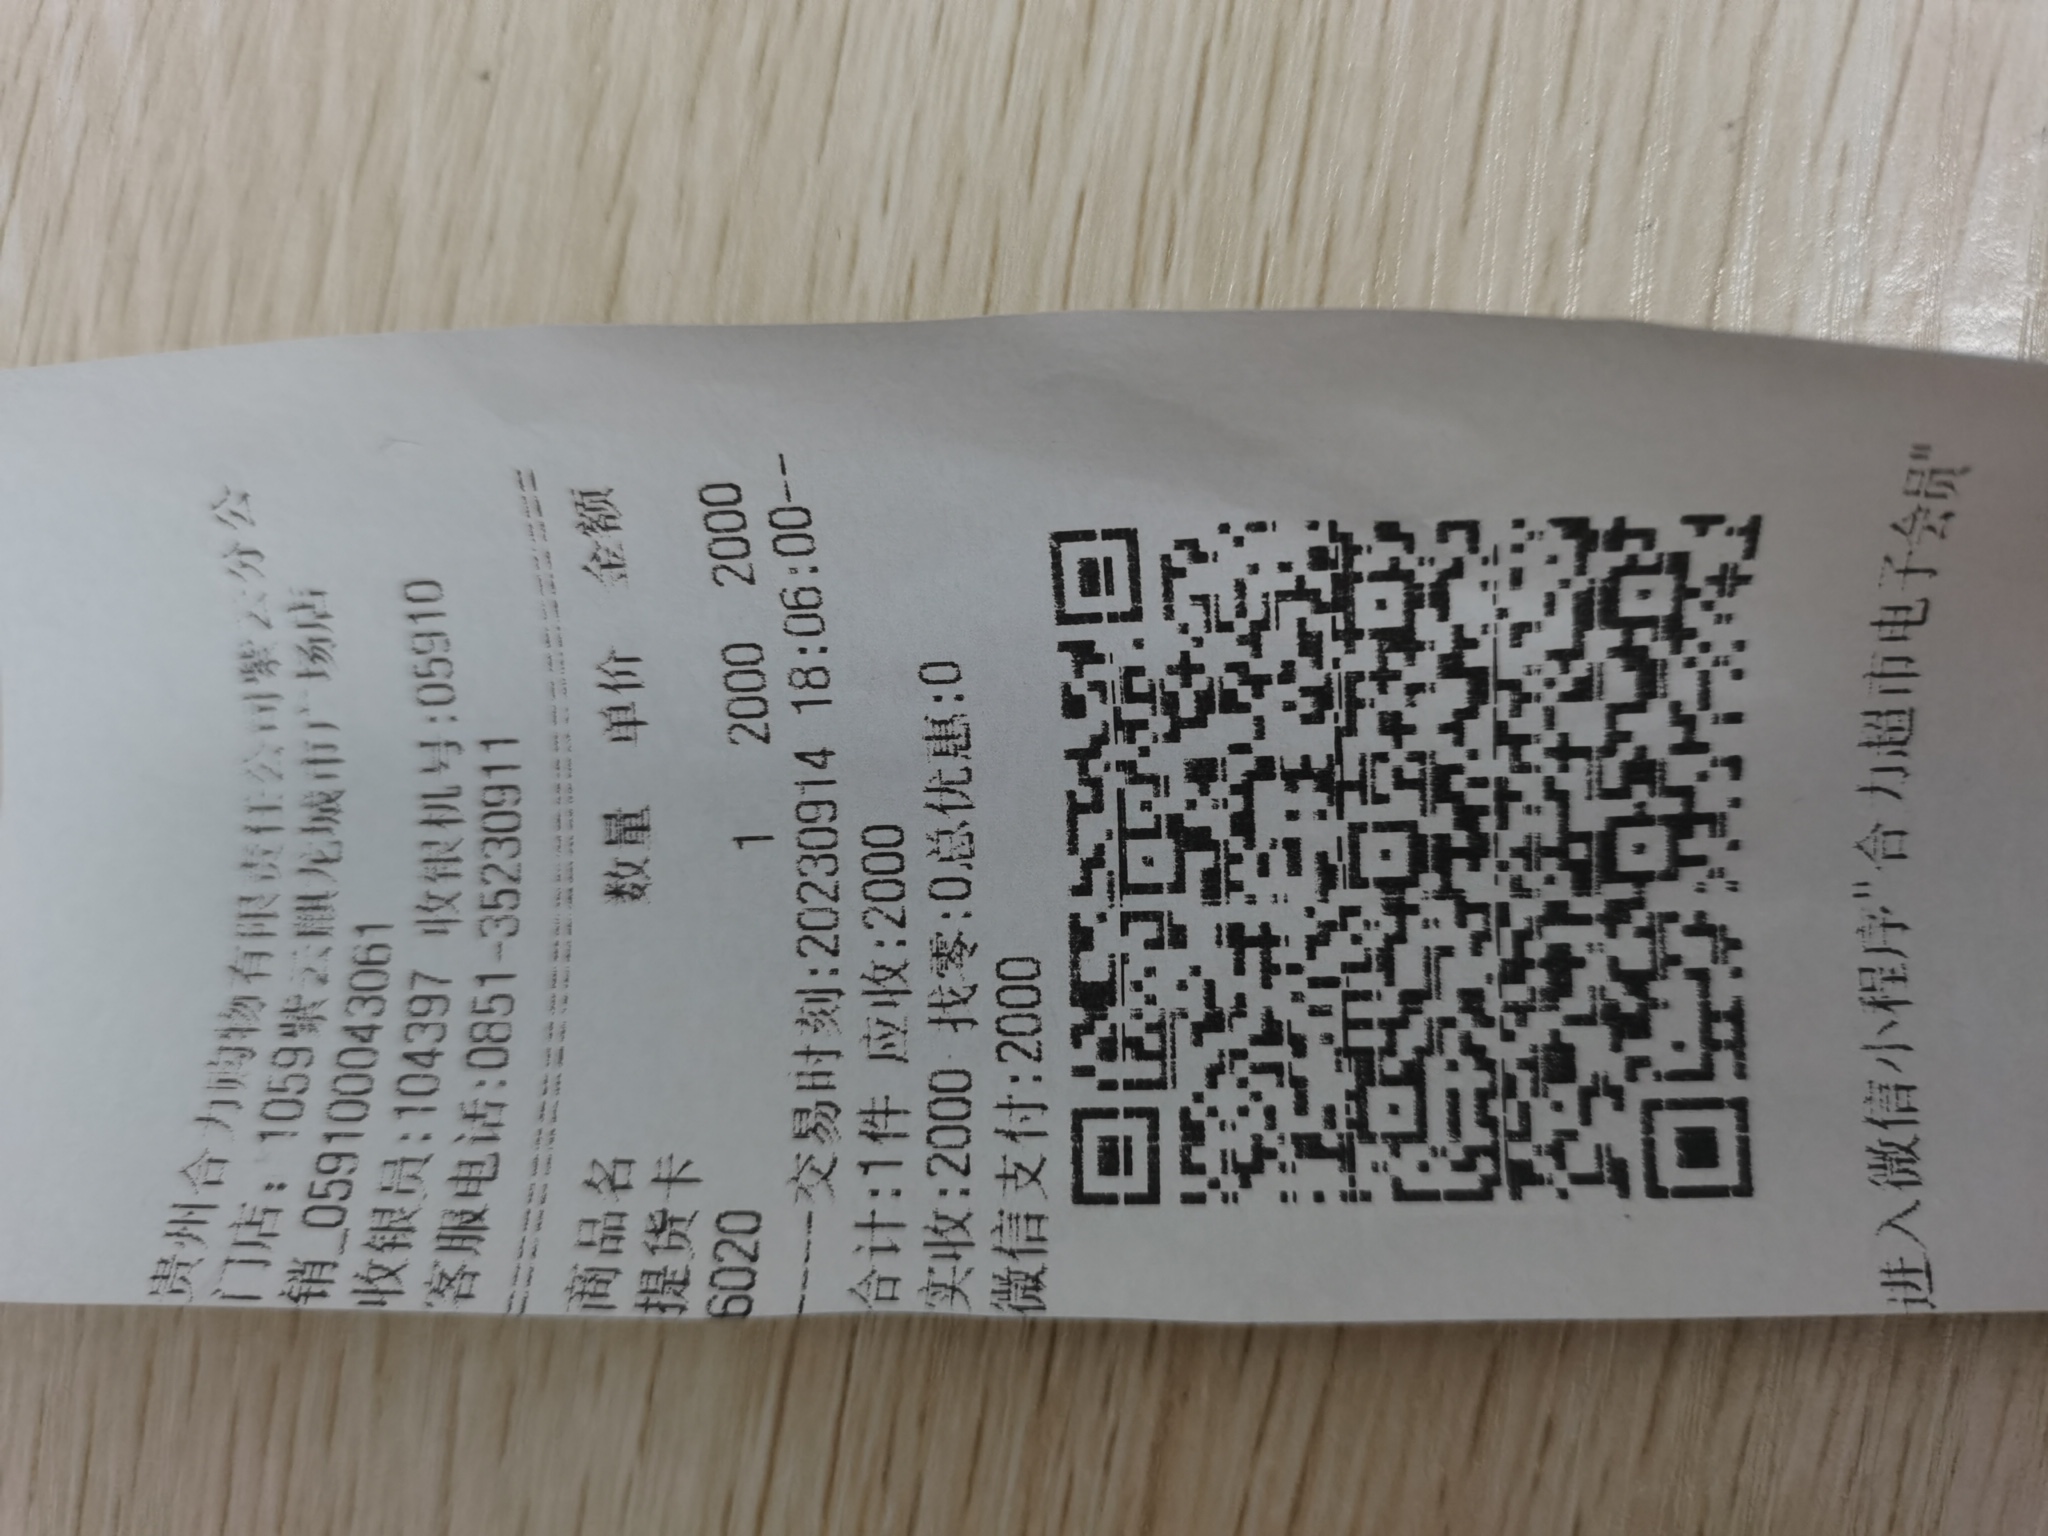 贵州合力购物有限责任公司紫云分公
门店：1059紫云麒龙城市广场店
销_0591000043061
收银员:104397 收银机号:05910
客服电话:0851-35230911
商品名 数量 单价 金额
提货卡
6020 1 2000 2000
-----交易时刻:20230914 18:06:00---
合计:1件 应收:2000
实收:2000 找零:0总优惠:0
微信支付:2000
进入微信小程序"合力超市电子会员"